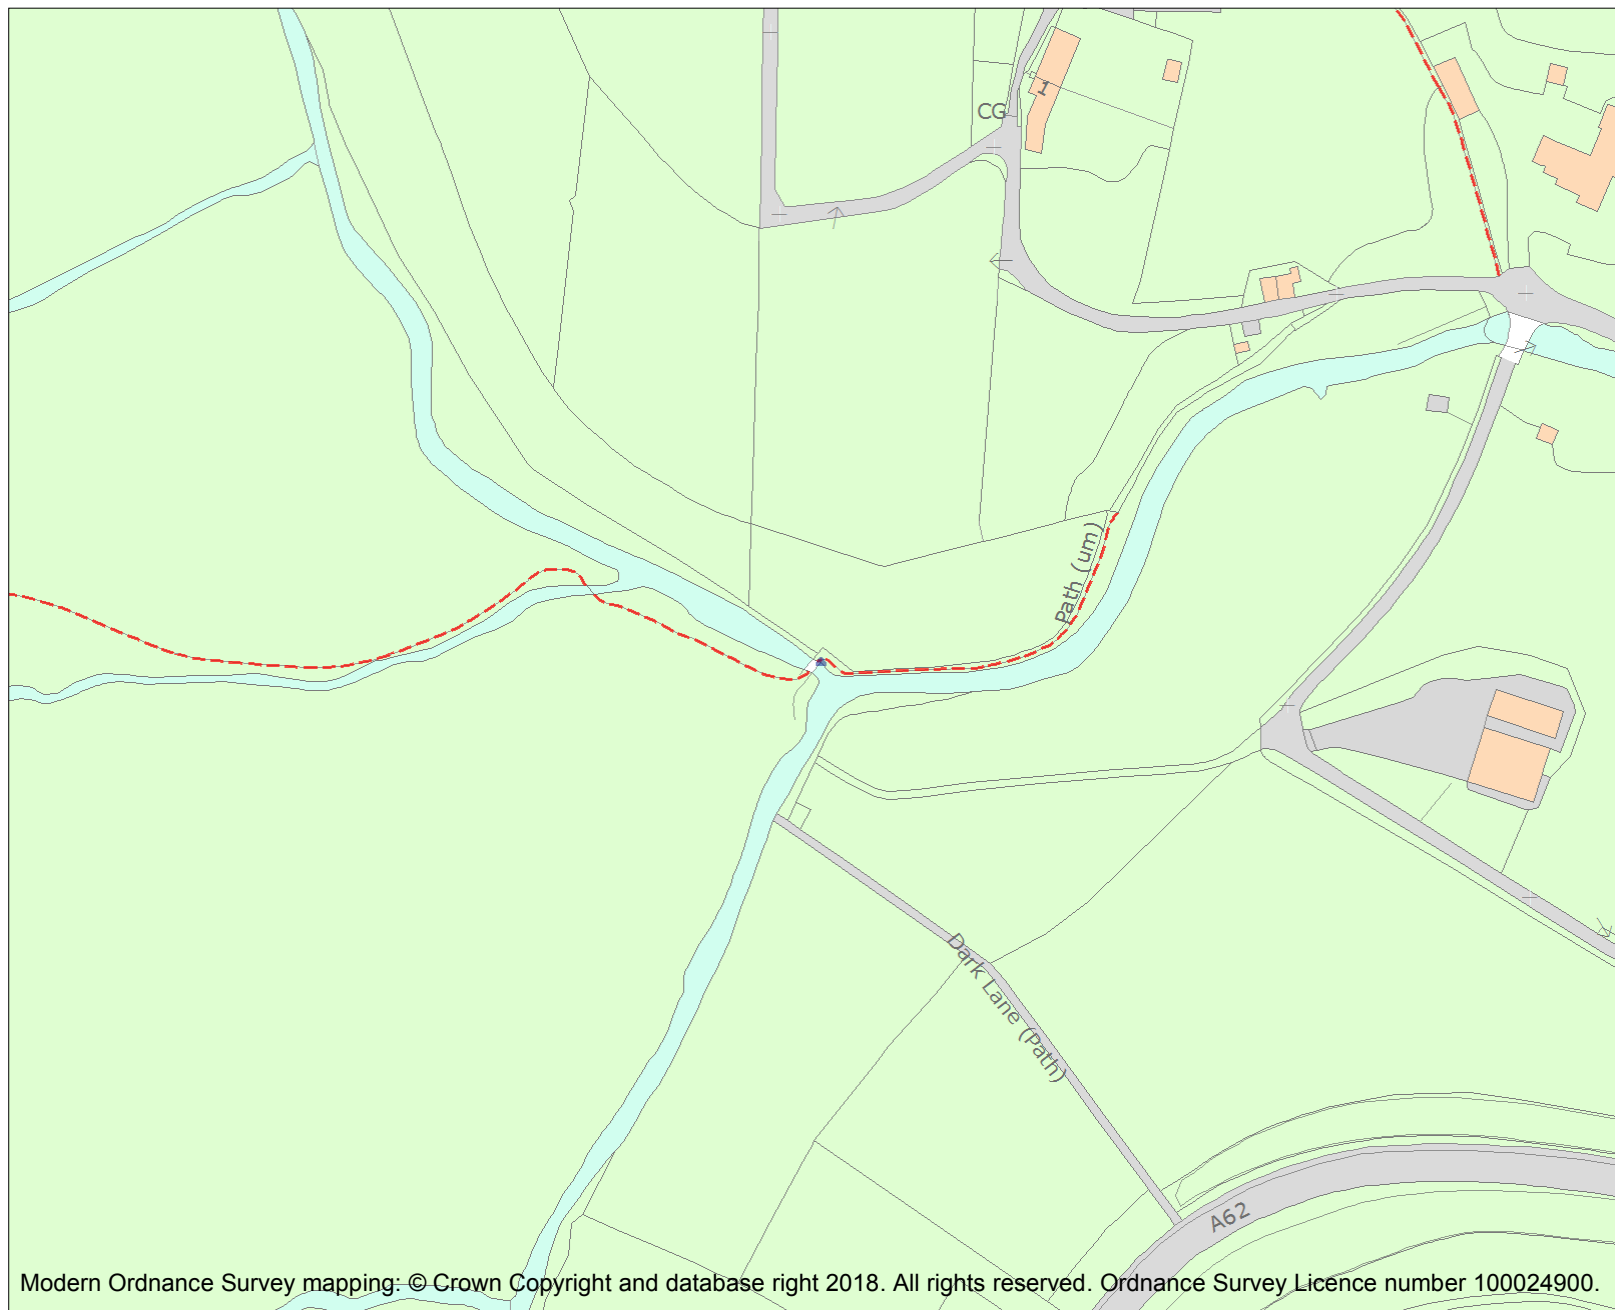 1
CG
Path (um)
Dark Lane (Path)
A62
Modern Ordnance Survey mapping: © Crown Copyright and database right 2018. All rights reserved. Ordnance Survey Licence number 100024900.